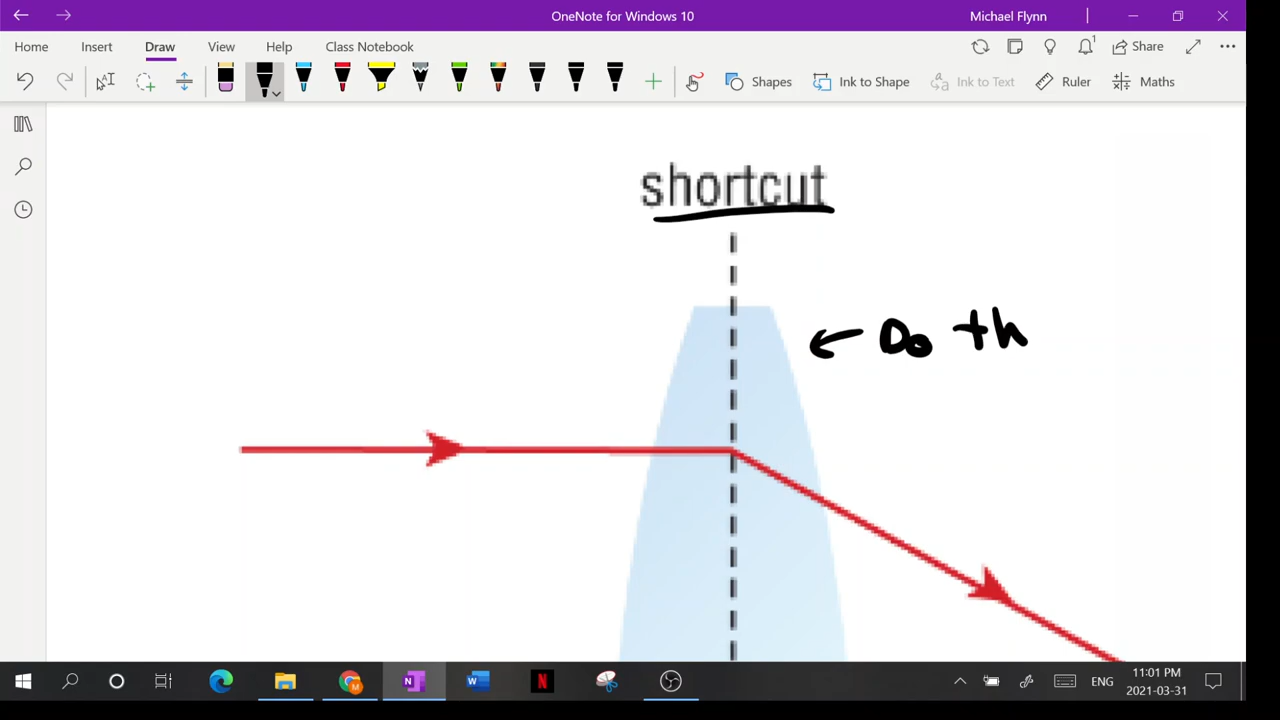 OneNote for Windows 10
Michael Flynn
Home Insert Draw View Help Class Notebook
1 Share
Shapes Ink to Shape Ink to Text Ruler Maths
shortcut
Do th
ENG
11:01 PM
2021-03-31